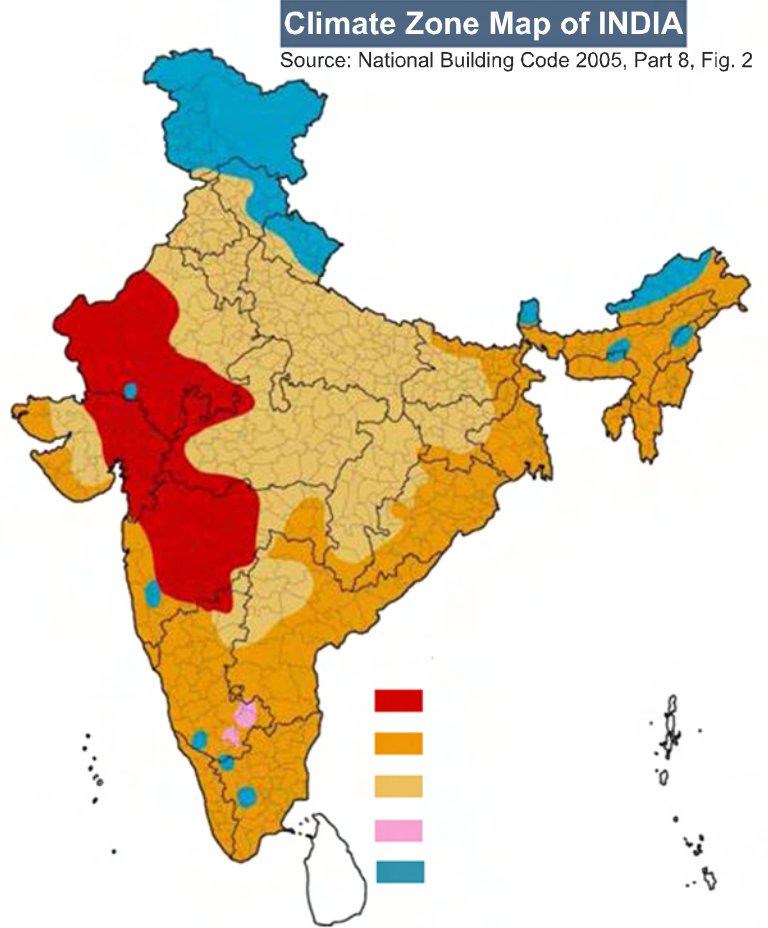 Climate Zone Map of INDIA
Source: National Building Code 2005, Part 8, Fig. 2